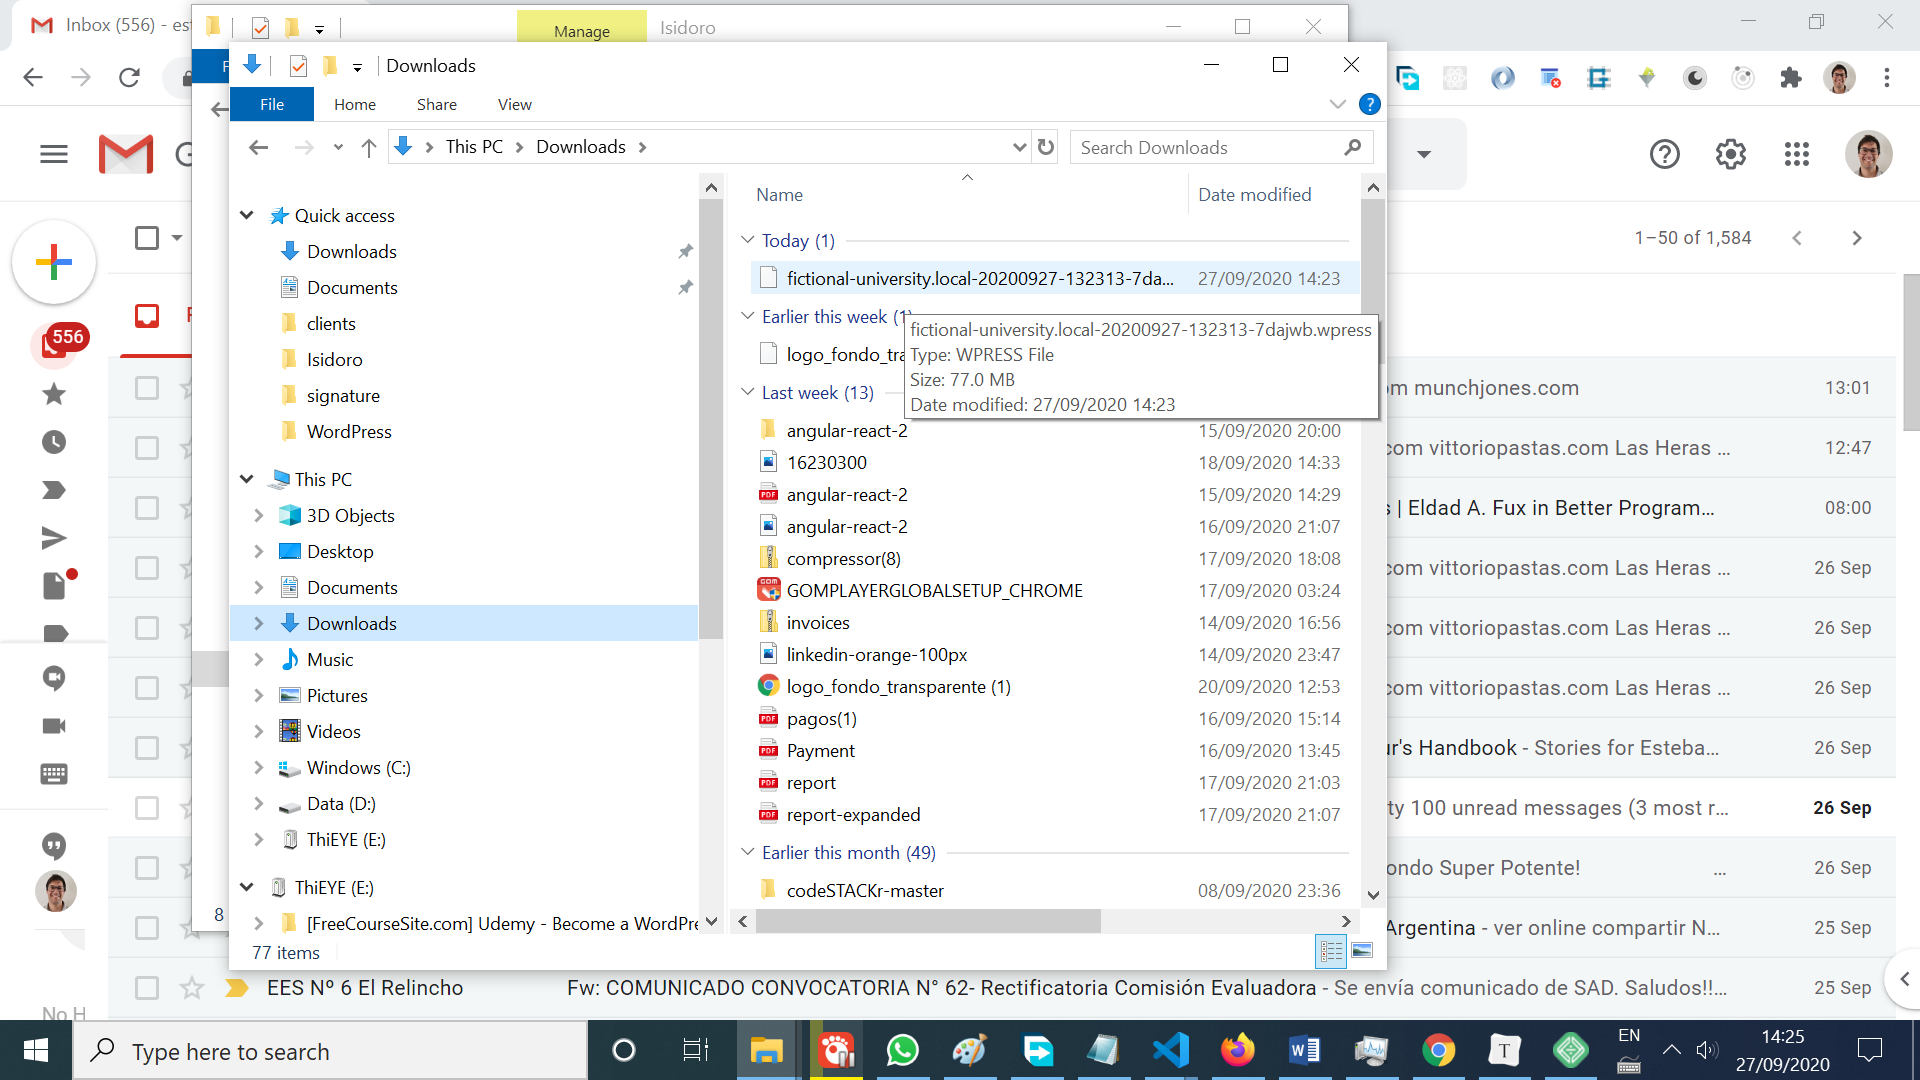 Inbox (556) - es
Manage
Isidoro
Downloads
File
Home
Share
View
This PC
Downloads
Search Downloads
Name
Date modified
Quick access
Downloads
Documents
clients
Isidoro
signature
WordPress
This PC
3D Objects
Desktop
Documents
Downloads
Music
Pictures
Videos
Windows (C:)
Data (D:)
ThiEYE (E:)
ThiEYE (E:)
[FreeCourseSite.com] Udemy - Become a WordPre
77 items
Today (1)
fictional-university.local-20200927-132313-7da... 27/09/2020 14:23
Earlier this week (1)
logo_fondo_tra
fictional-university.local-20200927-132313-7dajwb.wpress
Type: WPRESS File
Size: 77.0 MB
Date modified: 27/09/2020 14:23
Last week (13)
angular-react-2 15/09/2020 20:00
16230300 18/09/2020 14:33
angular-react-2 15/09/2020 14:29
angular-react-2 16/09/2020 21:07
compressor(8) 17/09/2020 18:08
GOMPLAYERGLOBALSETUP_CHROME 17/09/2020 03:24
invoices 14/09/2020 16:56
linkedin-orange-100px 14/09/2020 23:47
logo_fondo_transparente (1) 20/09/2020 12:53
pagos(1) 16/09/2020 15:14
Payment 16/09/2020 13:45
report 17/09/2020 21:03
report-expanded 17/09/2020 21:07
Earlier this month (49)
codeSTACKr-master 08/09/2020 23:36
8
556
1–50 of 1,584
om munchjones.com 13:01
com vittoriopastas.com Las Heras ... 12:47
s | Eldad A. Fux in Better Program... 08:00
com vittoriopastas.com Las Heras ... 26 Sep
com vittoriopastas.com Las Heras ... 26 Sep
com vittoriopastas.com Las Heras ... 26 Sep
ur's Handbook - Stories for Esteba... 26 Sep
ty 100 unread messages (3 most r... 26 Sep
ondo Super Potente! ... 26 Sep
Argentina - ver online compartir N... 25 Sep
EES Nº 6 El Relincho Fw: COMUNICADO CONVOCATORIA N° 62- Rectificatoria Comisión Evaluadora - Se envía comunicado de SAD. Saludos!!... 25 Sep
No H
Type here to search
EN
14:25
27/09/2020